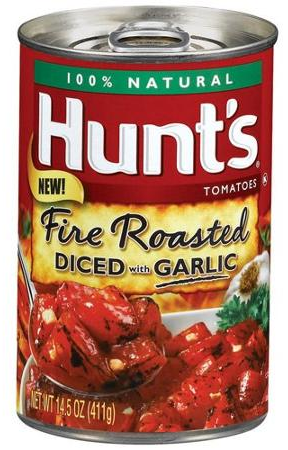 100% NATURAL
Hunt's
TOMATOES
NEW!
Fire Roasted
DICED with GARLIC
NET WT 14.5 OZ (411g)